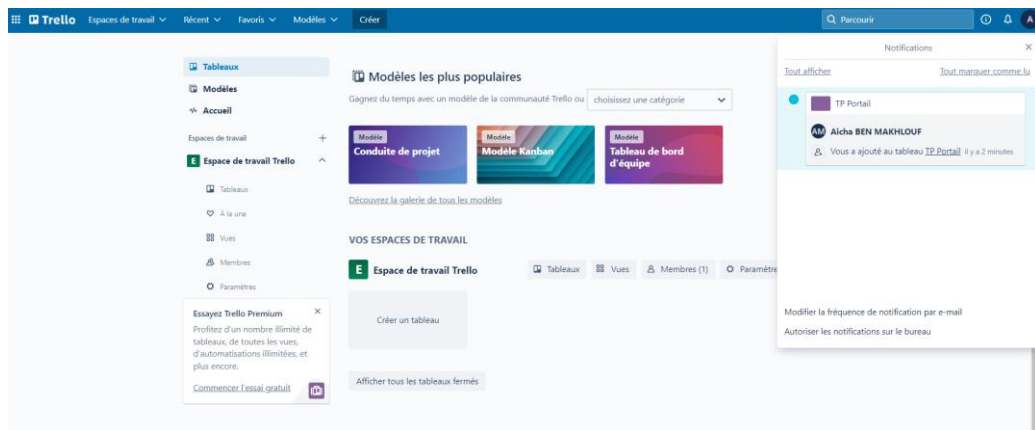 Trello Espaces de travail Récent Favoris Modèles Créer Parcourir A
Tableaux
Modèles
Accueil
Espaces de travail +
E Espace de travail Trello
Tableaux
À la une
Vues
Membres
Paramètres
Essayez Trello Premium ×
Profitez d'un nombre illimité de
tableaux, de toutes les vues,
d'automatisations illimitées, et
plus encore.
Commencer l'essai gratuit
Modèles les plus populaires
Gagnez du temps avec un modèle de la communauté Trello ou choisissez une catégorie
Modèle
Conduite de projet
Modèle
Modèle Kanban
Modèle
Tableau de bord
d'équipe
Découvrez la galerie de tous les modèles
VOS ESPACES DE TRAVAIL
E Espace de travail Trello Tableaux Vues Membres (1) Paramètre
Créer un tableau
Afficher tous les tableaux fermés
Notifications ×
Tout afficher Tout marquer comme lu
TP Portail
AM Aicha BEN MAKHLOUF
Vous a ajouté au tableau TP Portail il y a 2 minutes
Modifier la fréquence de notification par e-mail
Autoriser les notifications sur le bureau